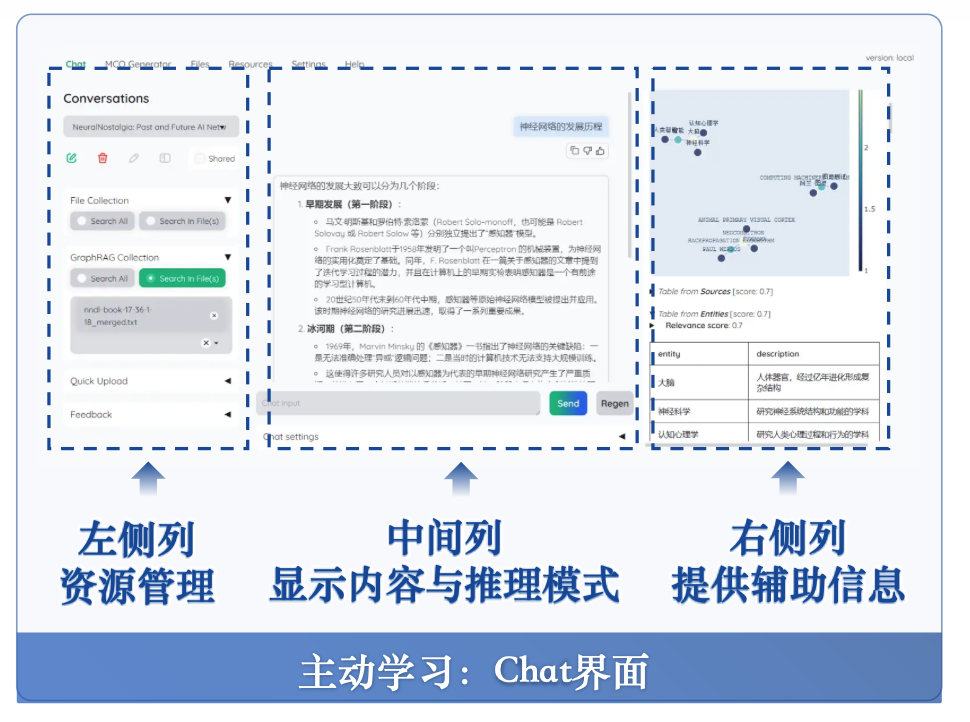 Chat MCQ Generator Files Resources Settings Help
version: local
Conversations
NeuralNostalgia: Past and Future AI Netw
Shared
File Collection
Search All
Search In File(s)
GraphRAG Collection
Search All
Search In File(s)
nndl-book-17-36-1-
18_merged.txt
Quick Upload
Feedback
神经网络的发展历程
神经网络的发展大致可以分为几个阶段：
1. 早期发展（第一阶段）：
马文·明斯基和罗伯特·索洛蒙（Robert Solo-monoff，也可能是 Robert
Solovay 或 Robert Solow 等）分别独立提出了"感知器"模型。
Frank Rosenblatt于1958年发明了一个叫Perceptron 的机械装置，为神经网
络的实用化奠定了基础。同年，F. Rosenblatt 在一篇关于感知器的文章中提到
了迭代学习过程的潜力，并且在计算机上的早期实验表明感知器是一个有前途
的学习型计算机。
20世纪50年代末到60年代中期，感知器等原始神经网络模型被提出并应用。
该时期神经网络的研究进展迅速，取得了一系列重要成果。
2. 冰河期（第二阶段）：
1969年，Marvin Minsky 的《感知器》一书指出了神经网络的关键缺陷：一
是无法准确处理"异或"逻辑问题；二是当时的计算机技术无法支持大规模训练。
这使得许多研究人员对以感知器为代表的早期神经网络研究产生了严重质
Chat input
Send
Regen
Chat settings
认知心理学
大脑
神经科学
ANIMAL PRIMARY VISUAL CORTEX
NEOCOGNITRON
PAUL WERBOS
2
1.5
1
Table from Sources [score: 0.7]
Table from Entities [score: 0.7]
Relevance score: 0.7
entity description
大脑 人体器官，经过亿年进化形成复
杂结构
神经科学 研究神经系统结构和功能的学科
认知心理学 研究人类心理过程和行为的学科
左侧列
资源管理
中间列
显示内容与推理模式
右侧列
提供辅助信息
主动学习：Chat界面